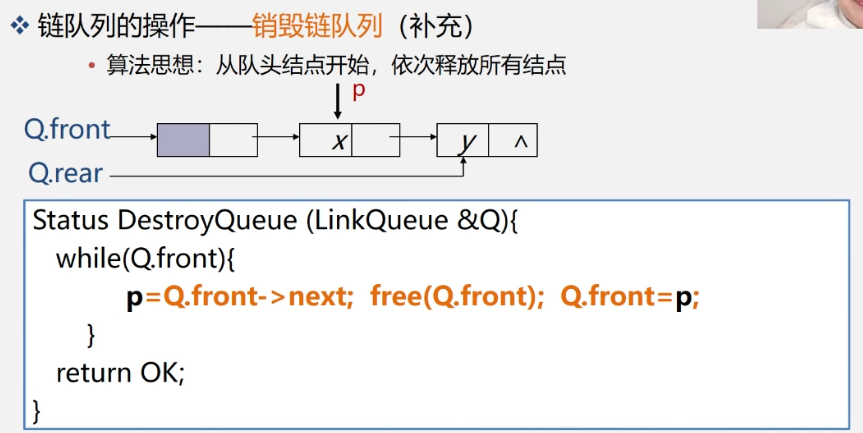 ❖ 链队列的操作——销毁链队列（补充）
• 算法思想：从队头结点开始，依次释放所有结点
p
Q.front
x
y ∧
Q.rear
Status DestroyQueue (LinkQueue &Q){
while(Q.front){
p=Q.front->next; free(Q.front); Q.front=p;
}
return OK;
}